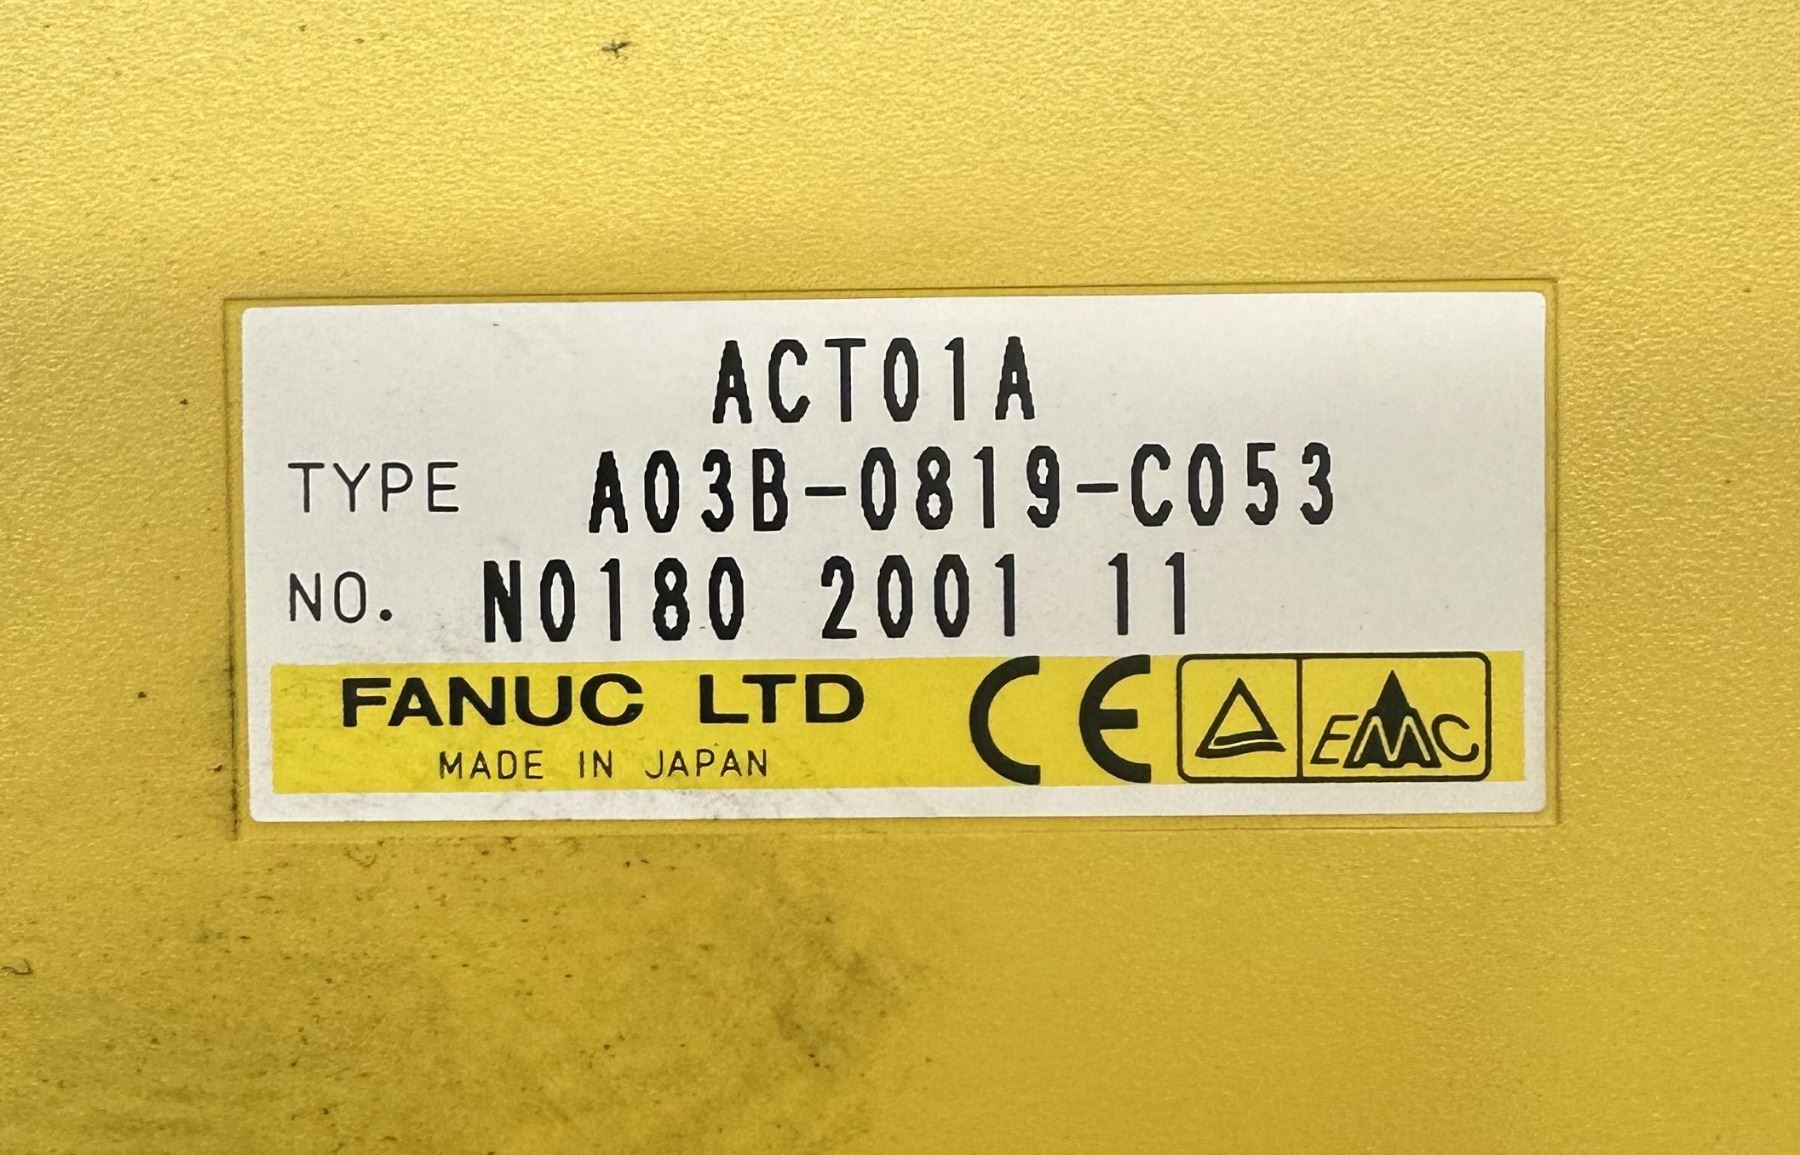 ACT01A
TYPE A03B-0819-C053
NO. N0180 2001 11
FANUC LTD
MADE IN JAPAN
CE
EMC